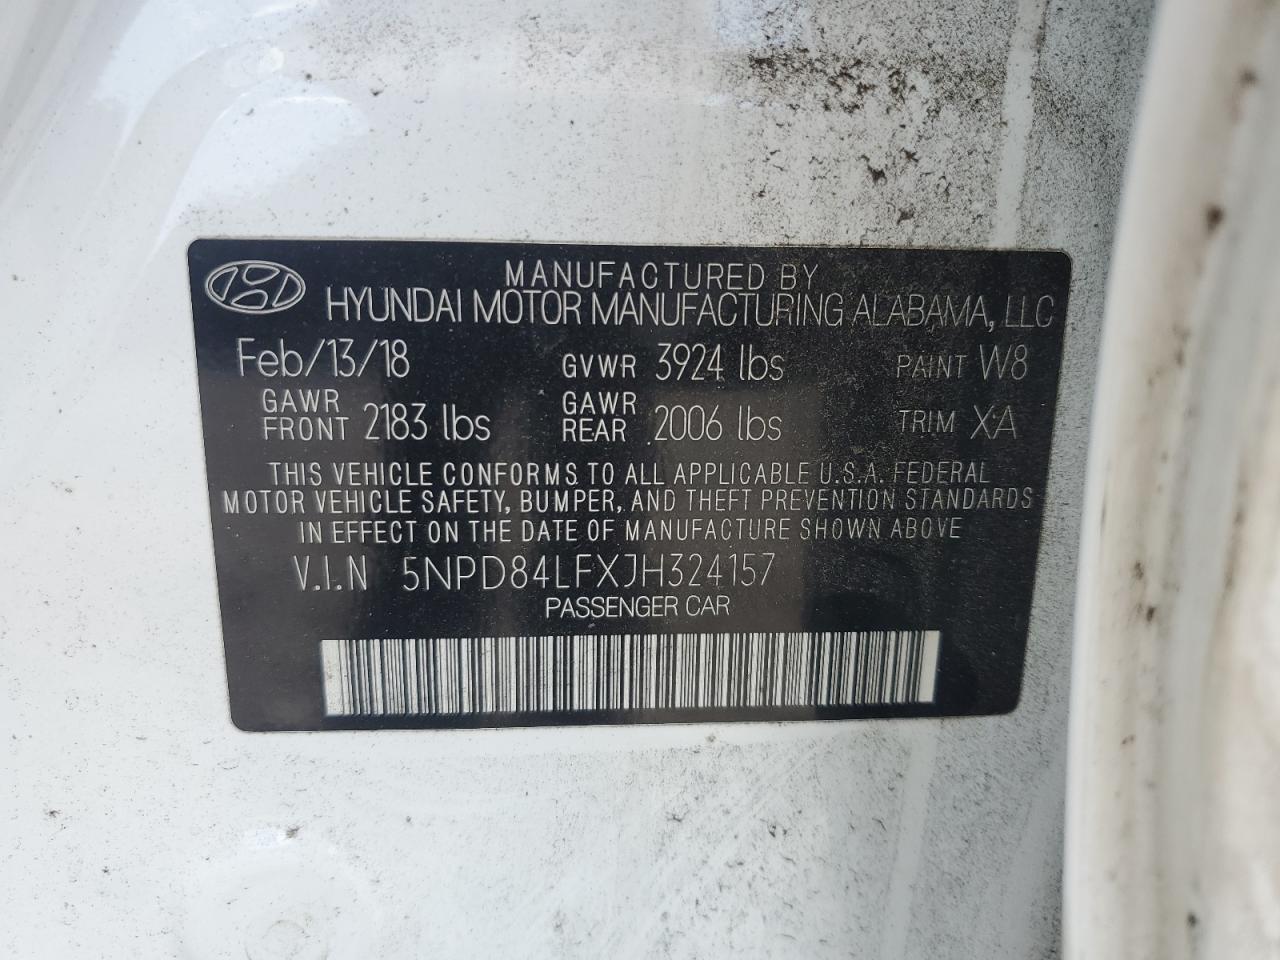 MANUFACTURED BY
HYUNDAI MOTOR MANUFACTURING ALABAMA, LLC
Feb/13/18 GVWR 3924 lbs PAINT W8
GAWR FRONT 2183 lbs GAWR REAR 2006 lbs TRIM XA
THIS VEHICLE CONFORMS TO ALL APPLICABLE U.S.A. FEDERAL
MOTOR VEHICLE SAFETY, BUMPER, AND THEFT PREVENTION STANDARDS
IN EFFECT ON THE DATE OF MANUFACTURE SHOWN ABOVE
V.I.N 5NPD84LFXJH324157
PASSENGER CAR